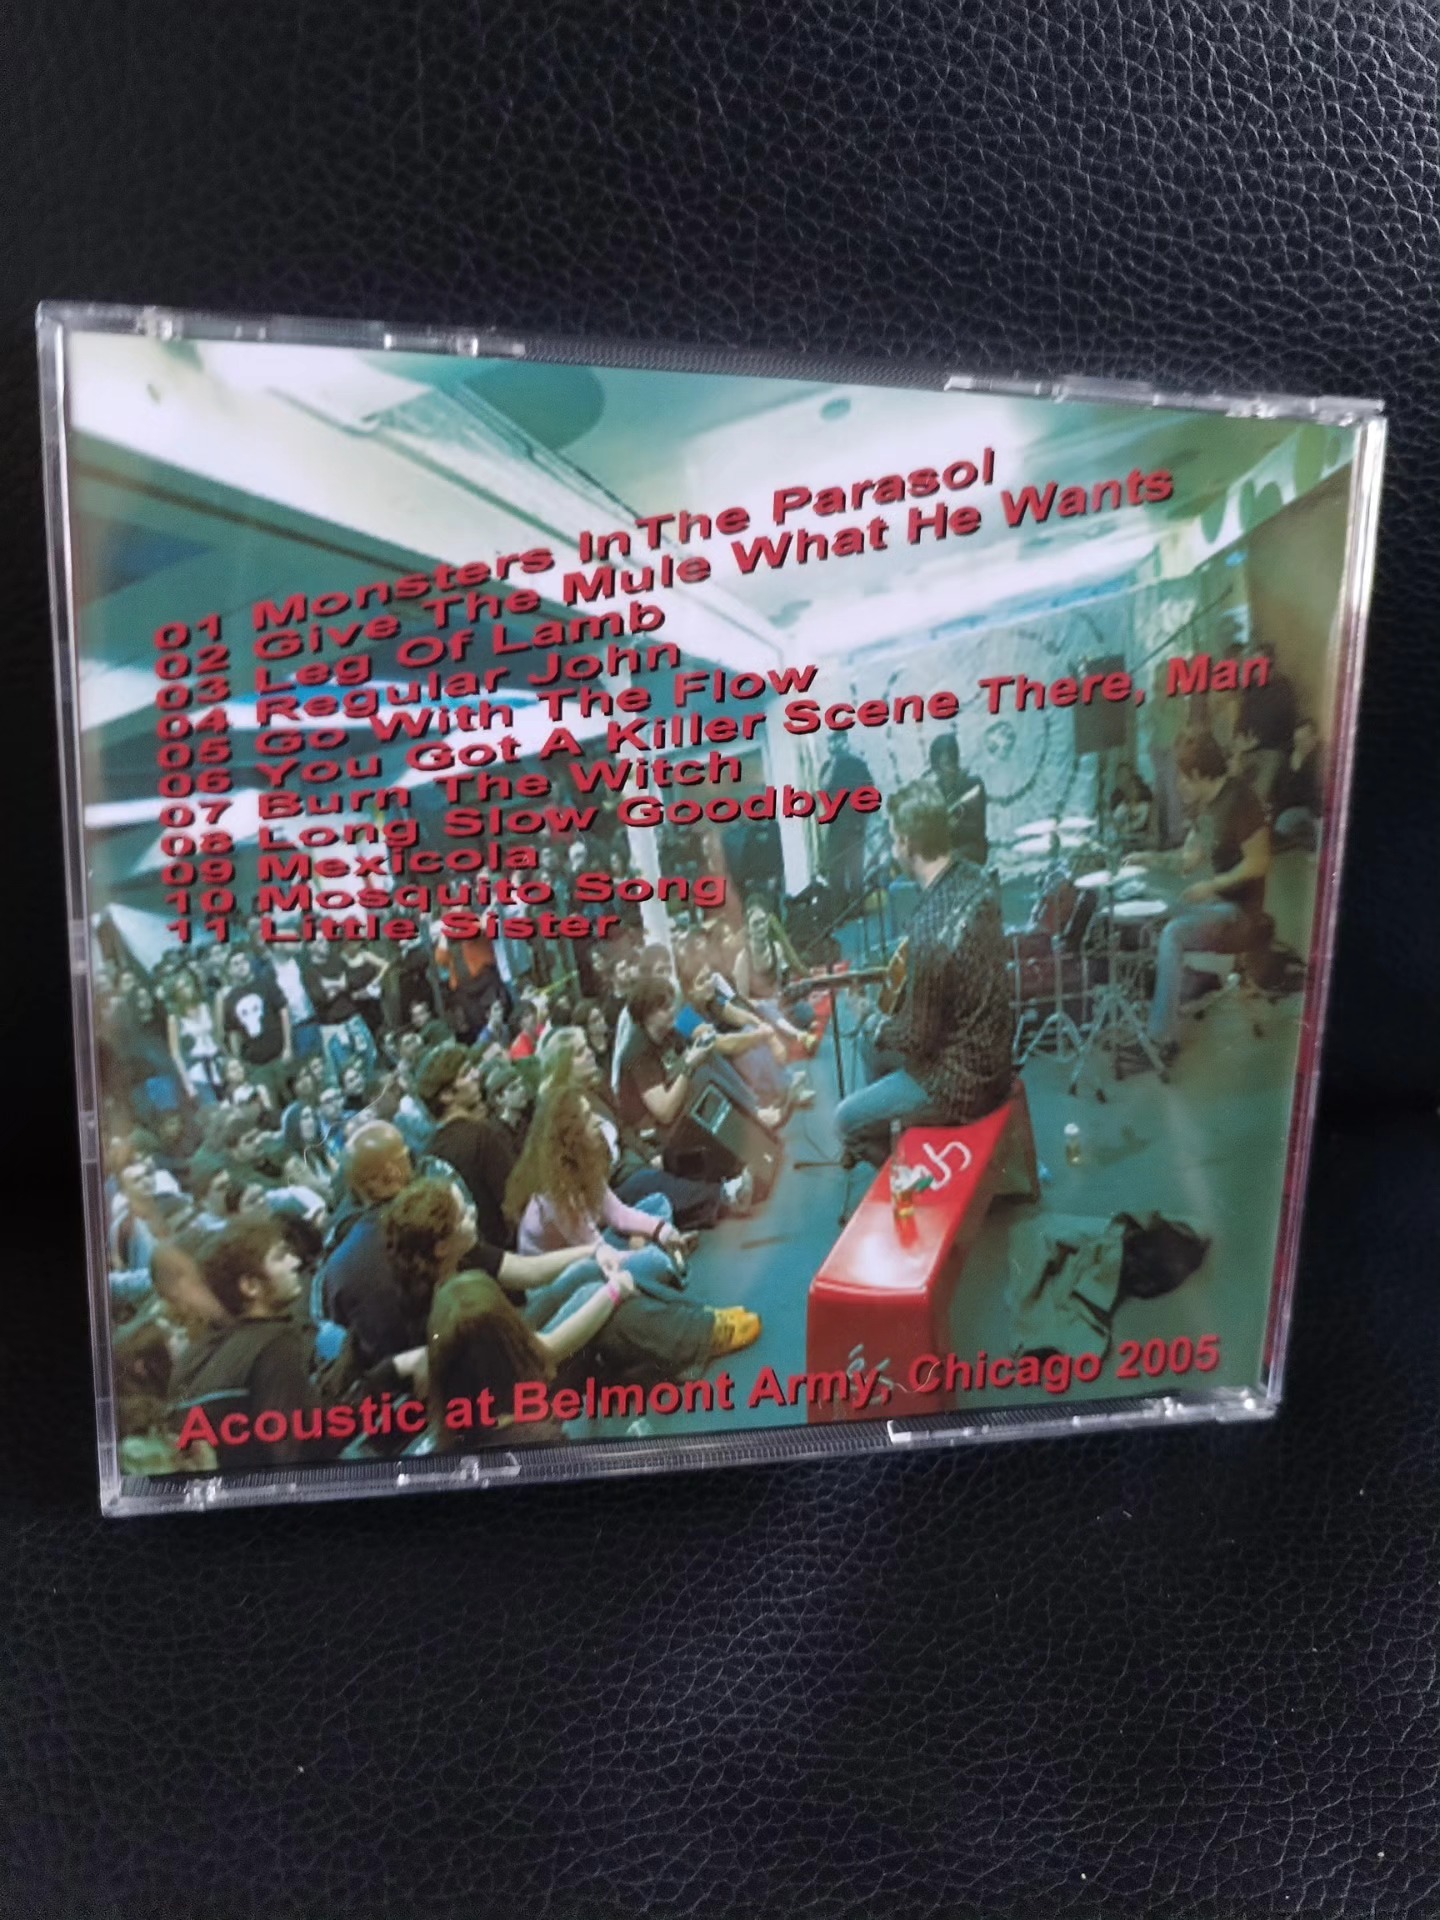 01 Monsters InThe Parasol
02 Give The Mule What He Wants
03 Leg Of Lamb
04 Regular John
05 Go With The Flow
06 You Got A Killer Scene There, Man
07 Burn The Witch
08 Long Slow Goodbye
09 Mexicola
10 Mosquito Song
11 Little Sister
Acoustic at Belmont Army, Chicago 2005